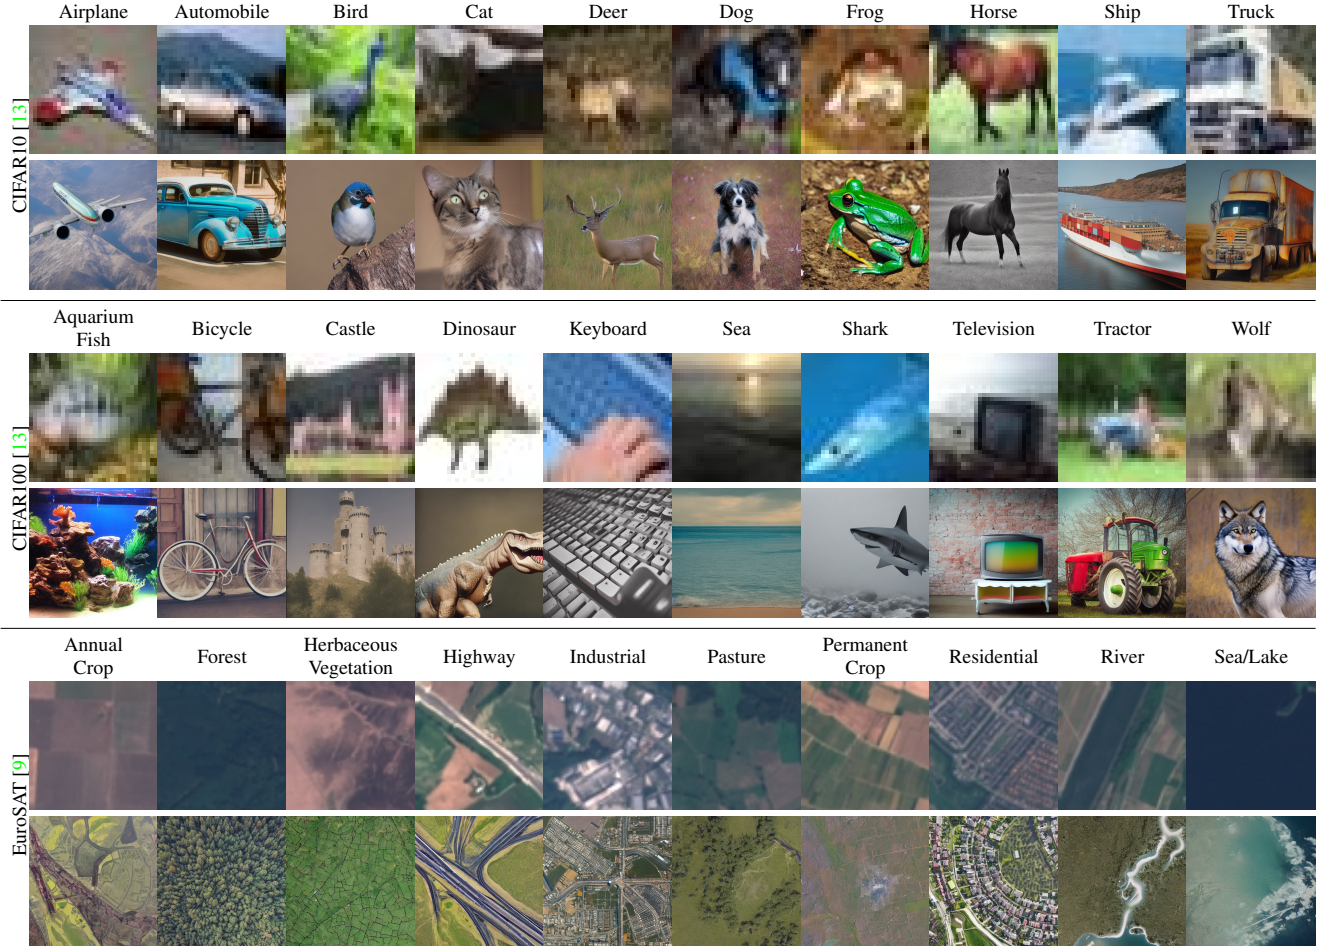 Airplane Automobile Bird Cat Deer Dog Frog Horse Ship Truck
CIFAR10 [13]
Aquarium
Fish
Bicycle Castle Dinosaur Keyboard Sea Shark Television Tractor Wolf
CIFAR100 [13]
Annual
Crop
Forest
Herbaceous
Vegetation
Highway Industrial Pasture
Permanent
Crop
Residential River Sea/Lake
EuroSAT [9]